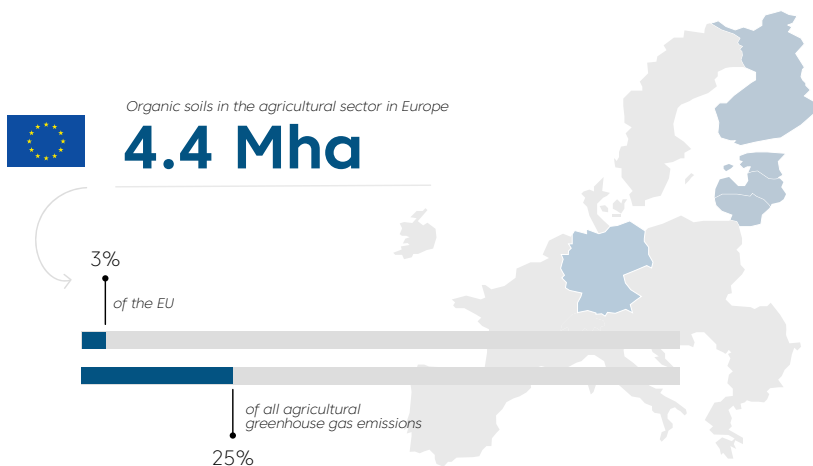 Organic soils in the agricultural sector in Europe
4.4 Mha
3%
of the EU
of all agricultural
greenhouse gas emissions
25%